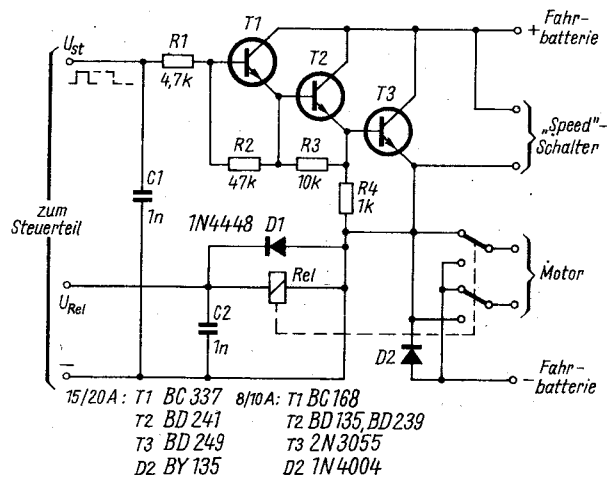 T1
T2
T3
+ Fahr-
batterie
Ust
R1
4,7k
R2
47k
R3
10k
R4
1k
„Speed"-
Schalter
C1
1n
zum
Steuerteil
1N4448
D1
Rel
URel
C2
1n
Motor
D2
− Fahr-
batterie
−
15/20 A: T1 BC 337
T2 BD 241
T3 BD 249
D2 BY 135
8/10A: T1 BC 168
T2 BD 135, BD 239
T3 2N 3055
D2 1N 4004